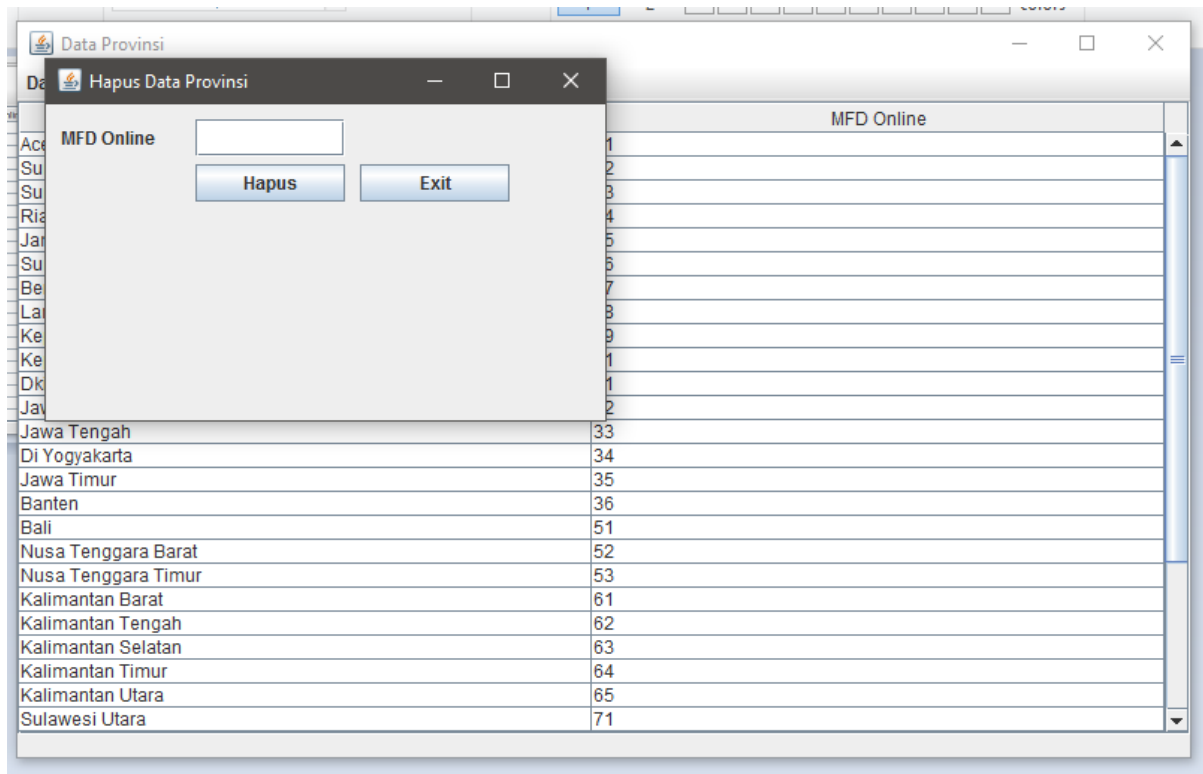 Data Provinsi
Hapus Data Provinsi
MFD Online
MFD Online
Hapus Exit
Jawa Tengah 33
Di Yogyakarta 34
Jawa Timur 35
Banten 36
Bali 51
Nusa Tenggara Barat 52
Nusa Tenggara Timur 53
Kalimantan Barat 61
Kalimantan Tengah 62
Kalimantan Selatan 63
Kalimantan Timur 64
Kalimantan Utara 65
Sulawesi Utara 71